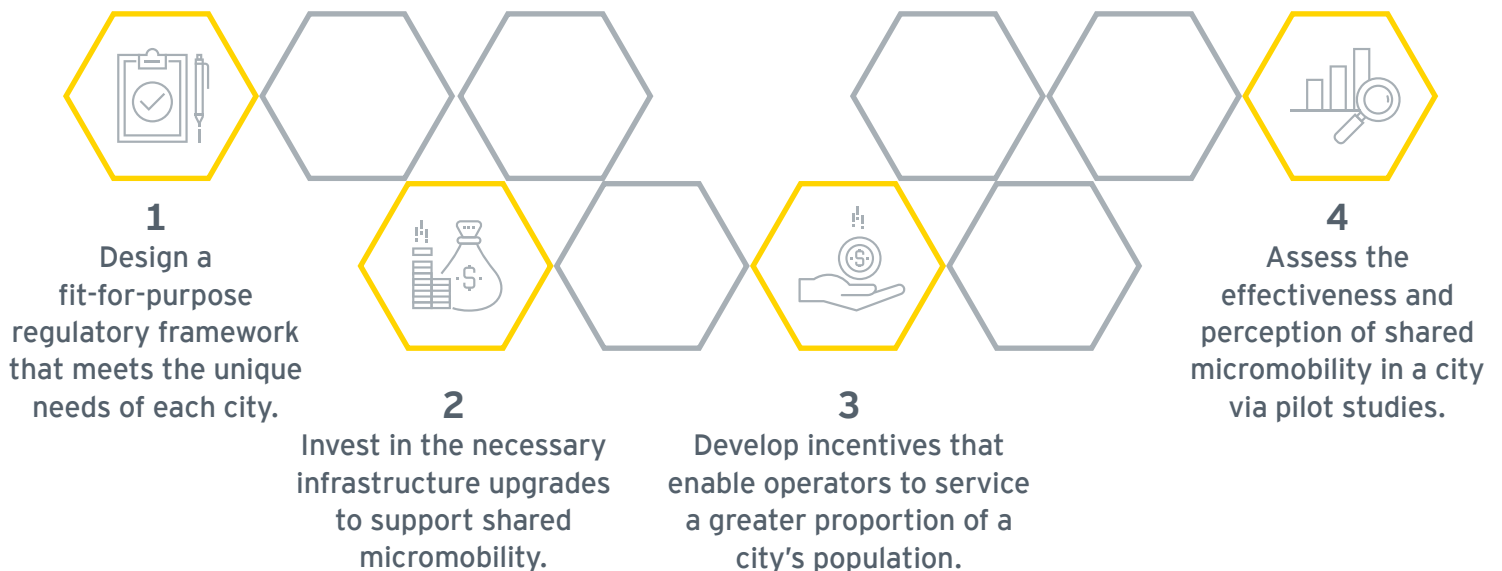 1
Design a
fit-for-purpose
regulatory framework
that meets the unique
needs of each city.
2
Invest in the necessary
infrastructure upgrades
to support shared
micromobility.
3
Develop incentives that
enable operators to service
a greater proportion of a
city's population.
4
Assess the
effectiveness and
perception of shared
micromobility in a city
via pilot studies.